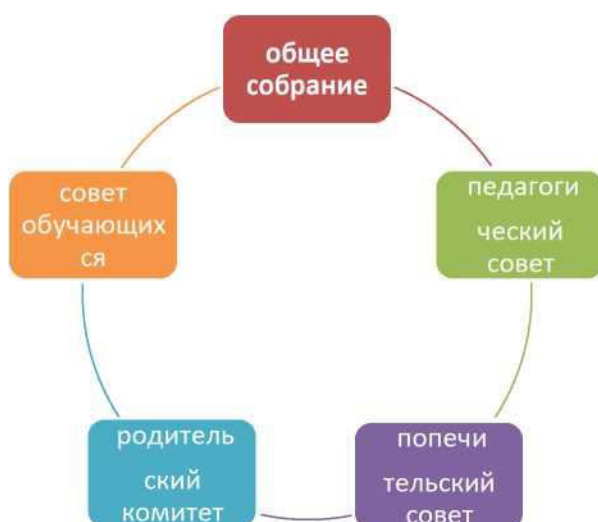 общее
собрание
педагоги
ческий
совет
попечи
тельский
совет
родитель
ский
комитет
совет
обучающих
ся